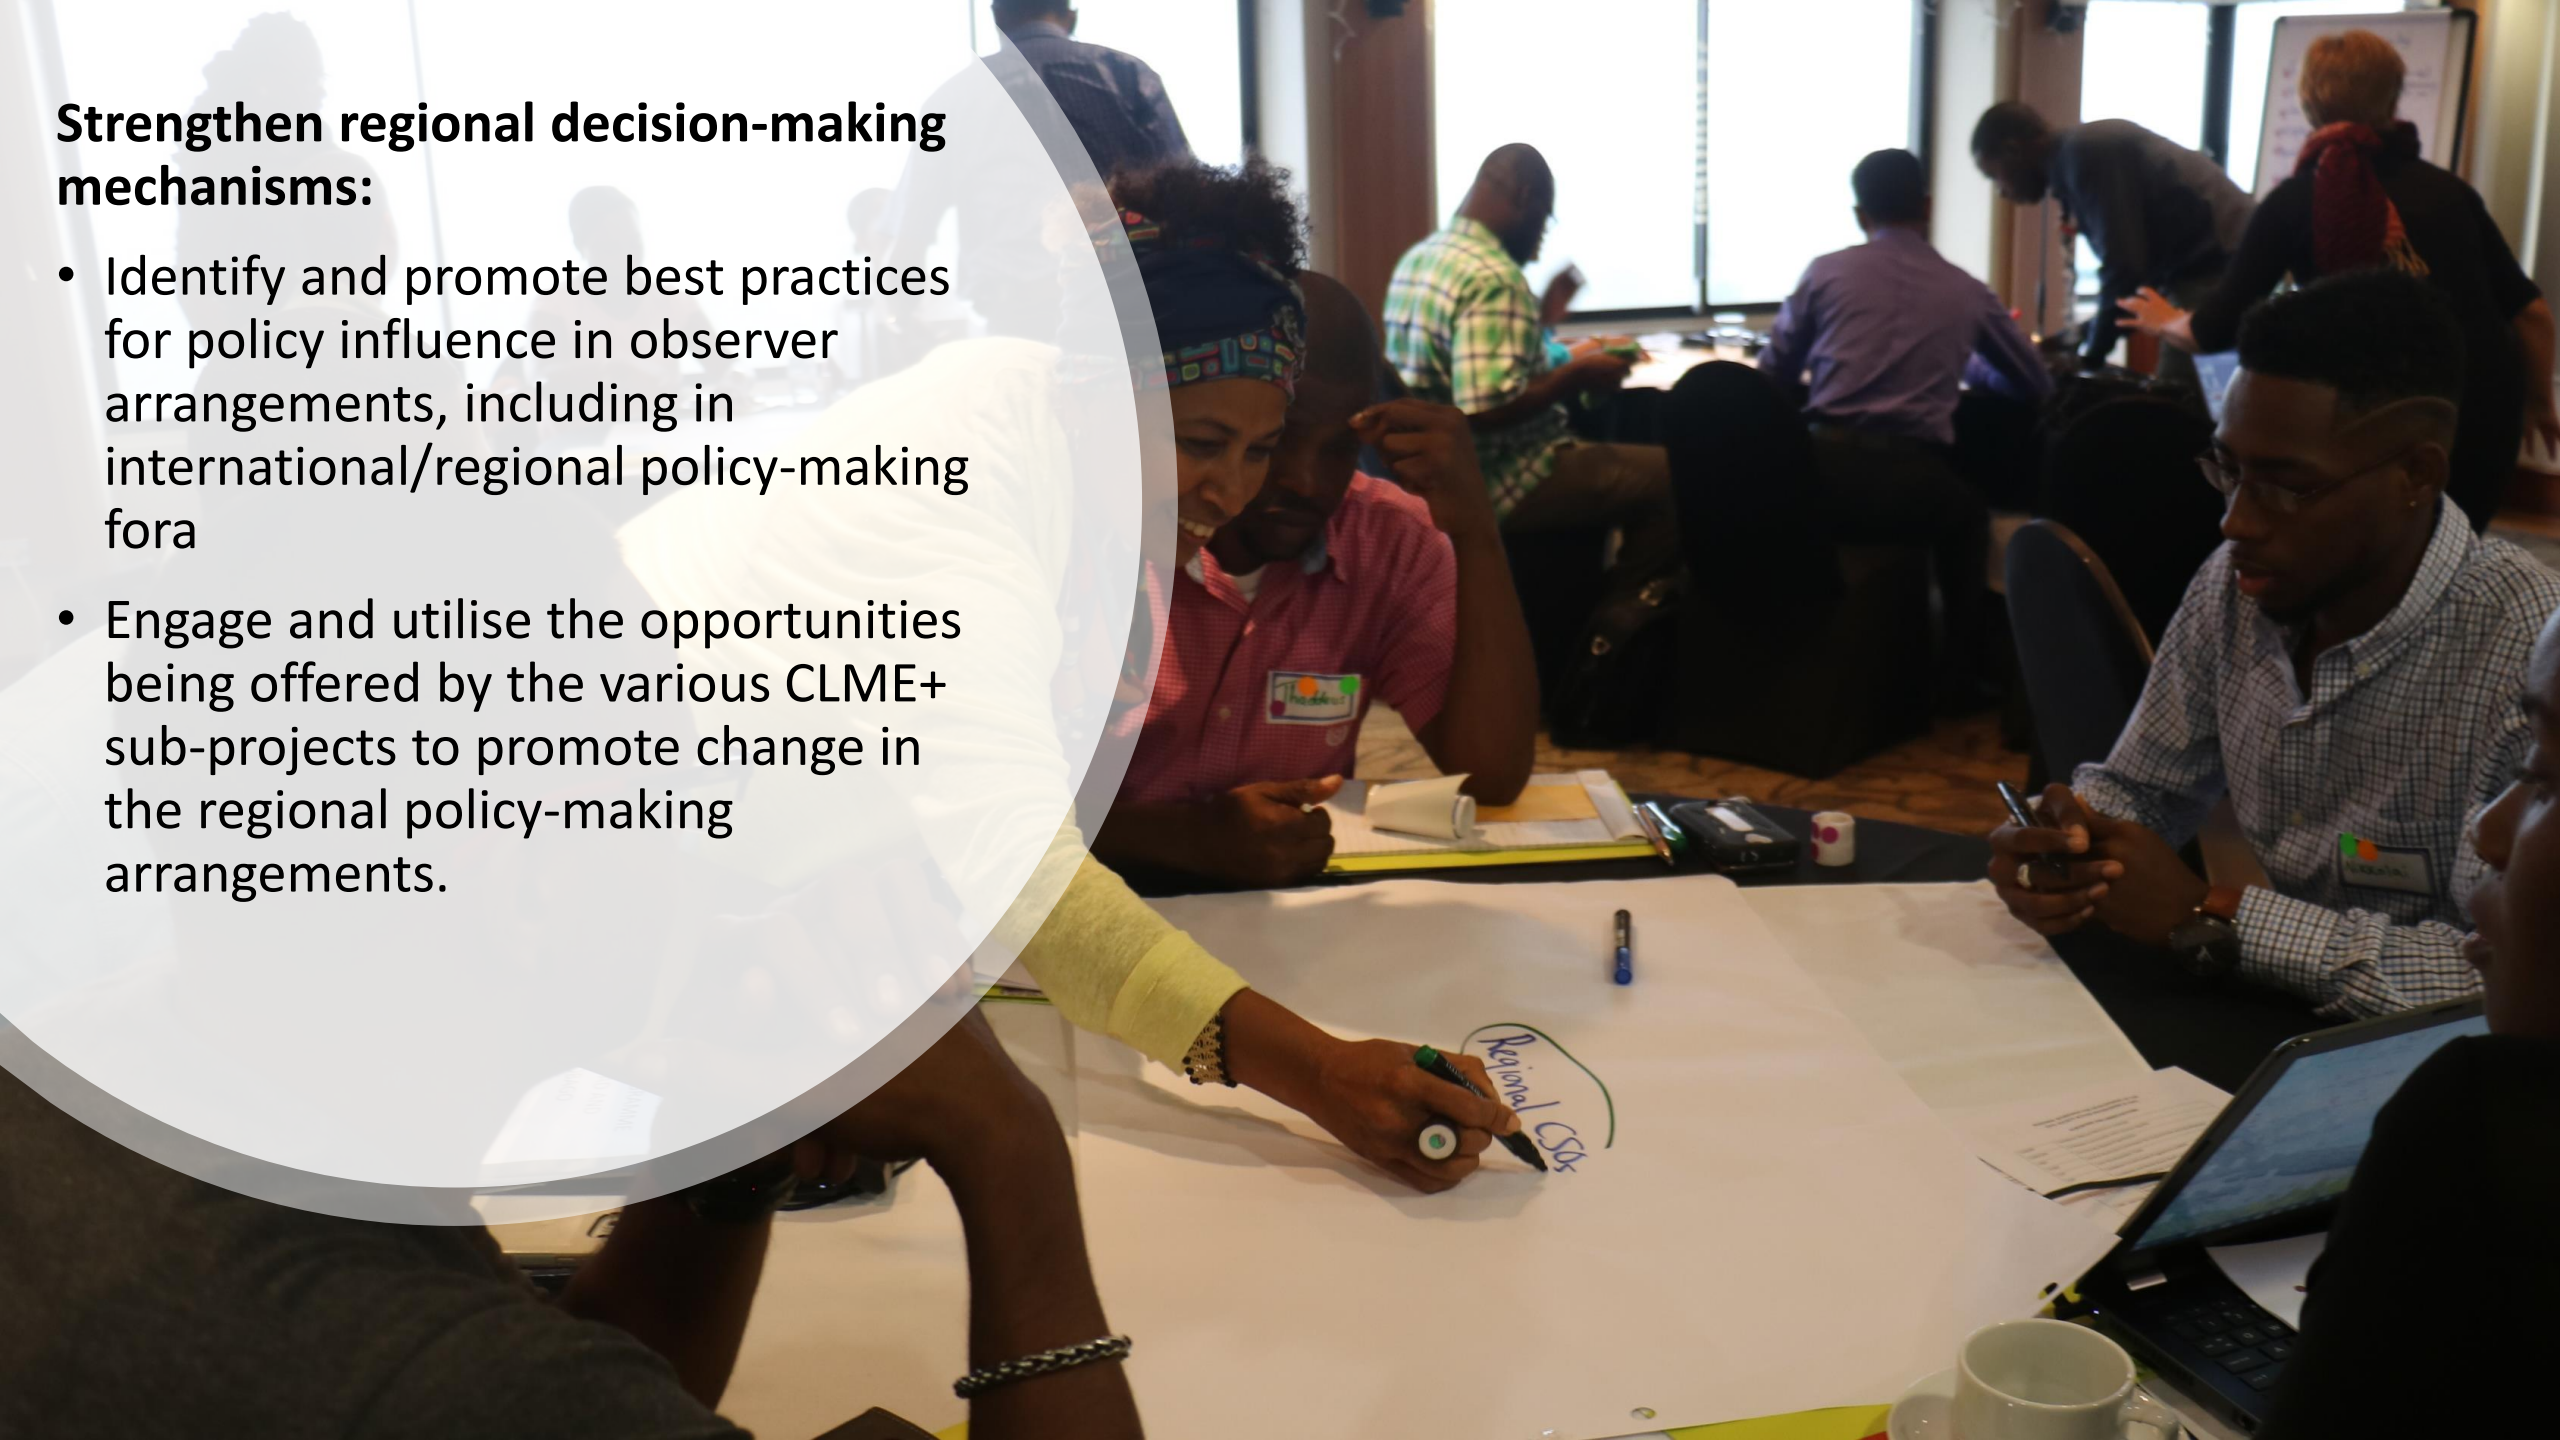 Strengthen regional decision-making
mechanisms:
• Identify and promote best practices
for policy influence in observer
arrangements, including in
international/regional policy-making
fora
• Engage and utilise the opportunities
being offered by the various CLME+
sub-projects to promote change in
the regional policy-making
arrangements.
Thaddeus
Regional CSOs